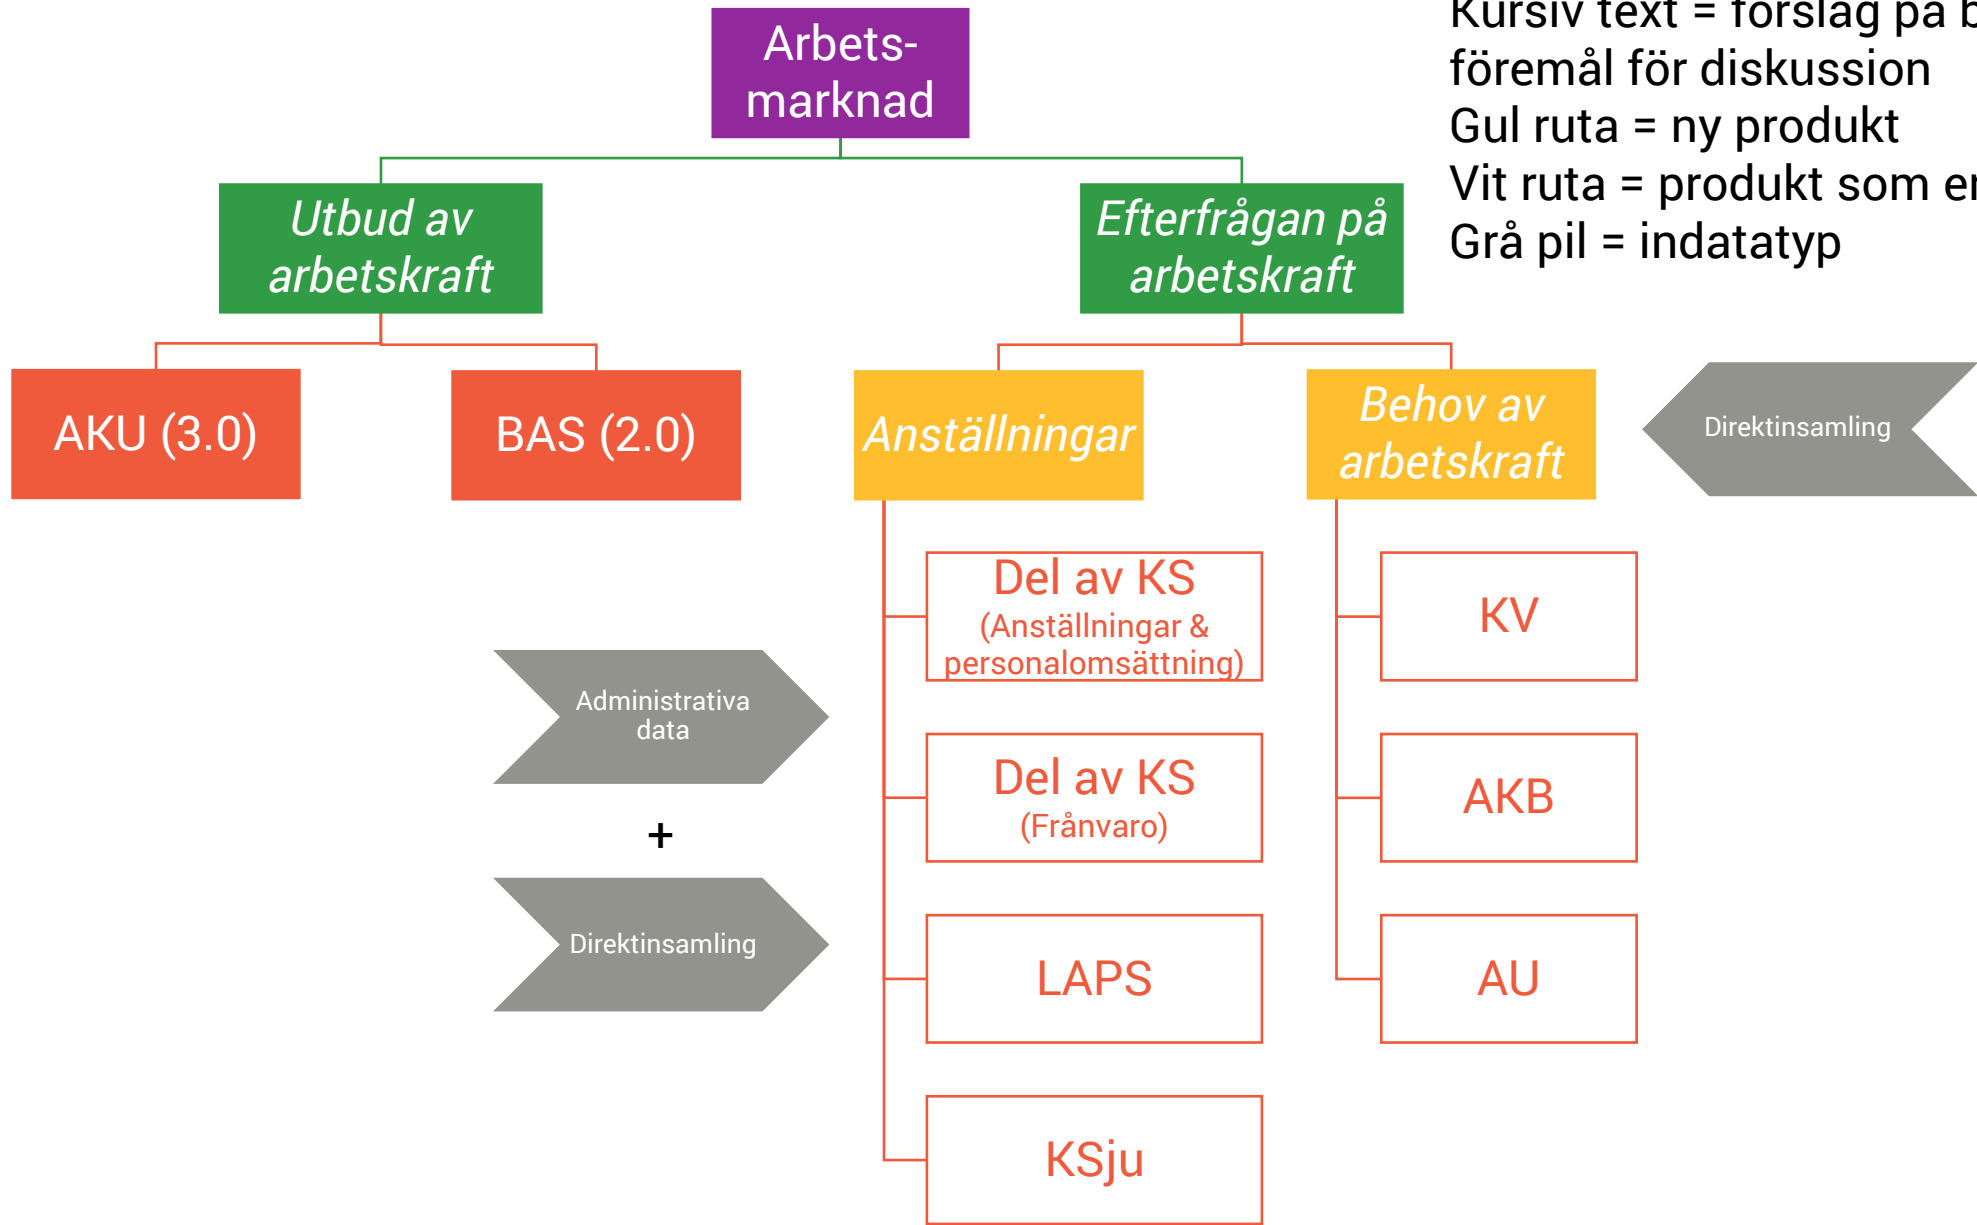 Kursiv text = förslag på
föremål för diskussion
Gul ruta = ny produkt
Vit ruta = produkt som
Grå pil = indatatyp
Arbets-
marknad
Utbud av
arbetskraft
Efterfrågan på
arbetskraft
AKU (3.0)
BAS (2.0)
Anställningar
Behov av
arbetskraft
Direktinsamling
Del av KS
(Anställningar &
personalomsättning)
KV
Administrativa
data
Del av KS
(Frånvaro)
AKB
+
Direktinsamling
LAPS
AU
KSju